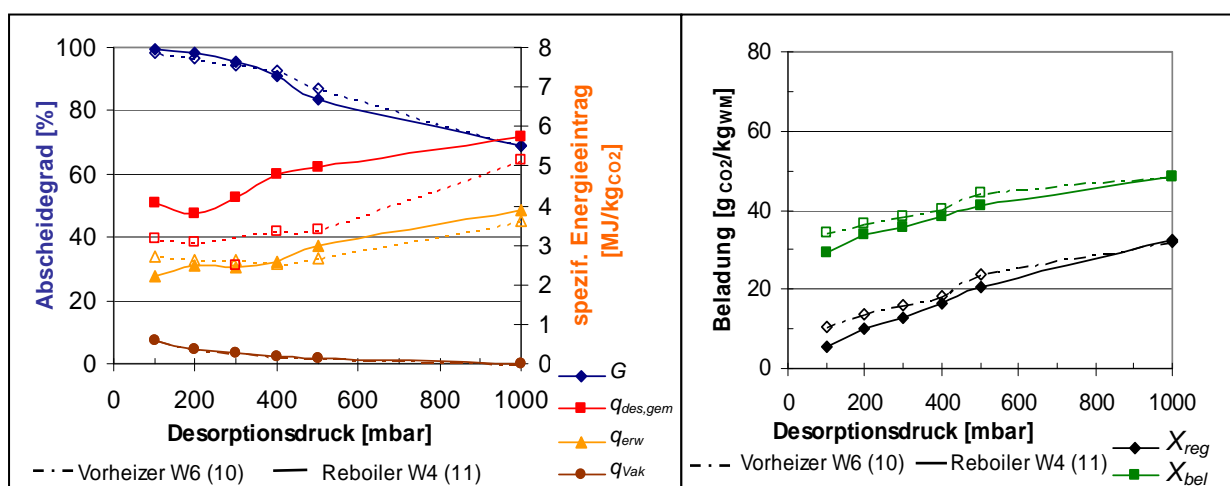 100
80
60
40
20
0
Abscheidegrad [%]
8
7
6
5
4
3
2
1
0
spezif. Energieeintrag
[MJ/kgCO2]
0 200 400 600 800 1000
Desorptionsdruck [mbar]
Vorheizer W6 (10) Reboiler W4 (11)
G
qdes,gem
qerw
qVak
80
60
40
20
0
Beladung [g CO2/kgWM]
0 200 400 600 800 1000
Desorptionsdruck [mbar]
Vorheizer W6 (10) Reboiler W4 (11)
Xreg
Xbel